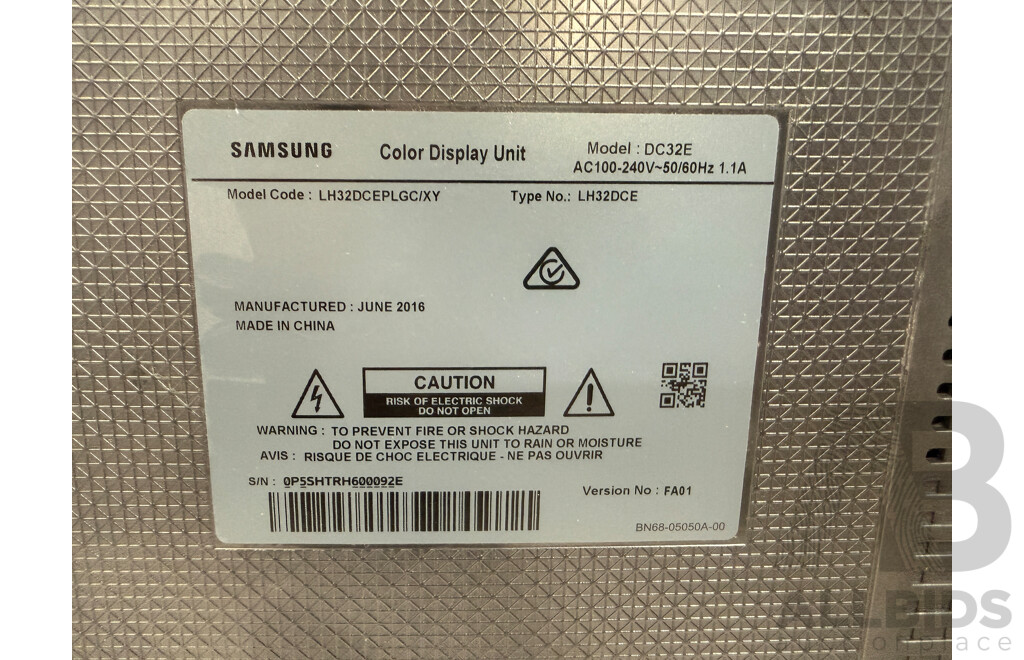 SAMSUNG Color Display Unit Model : DC32E
AC100-240V~50/60Hz 1.1A
Model Code : LH32DCEPLGC/XY Type No.: LH32DCE
MANUFACTURED : JUNE 2016
MADE IN CHINA
CAUTION
RISK OF ELECTRIC SHOCK
DO NOT OPEN
WARNING : TO PREVENT FIRE OR SHOCK HAZARD
DO NOT EXPOSE THIS UNIT TO RAIN OR MOISTURE
AVIS : RISQUE DE CHOC ELECTRIQUE - NE PAS OUVRIR
S/N : 0P5SHTRH600092E
Version No : FA01
BN68-05050A-00
B
ALLBIDS